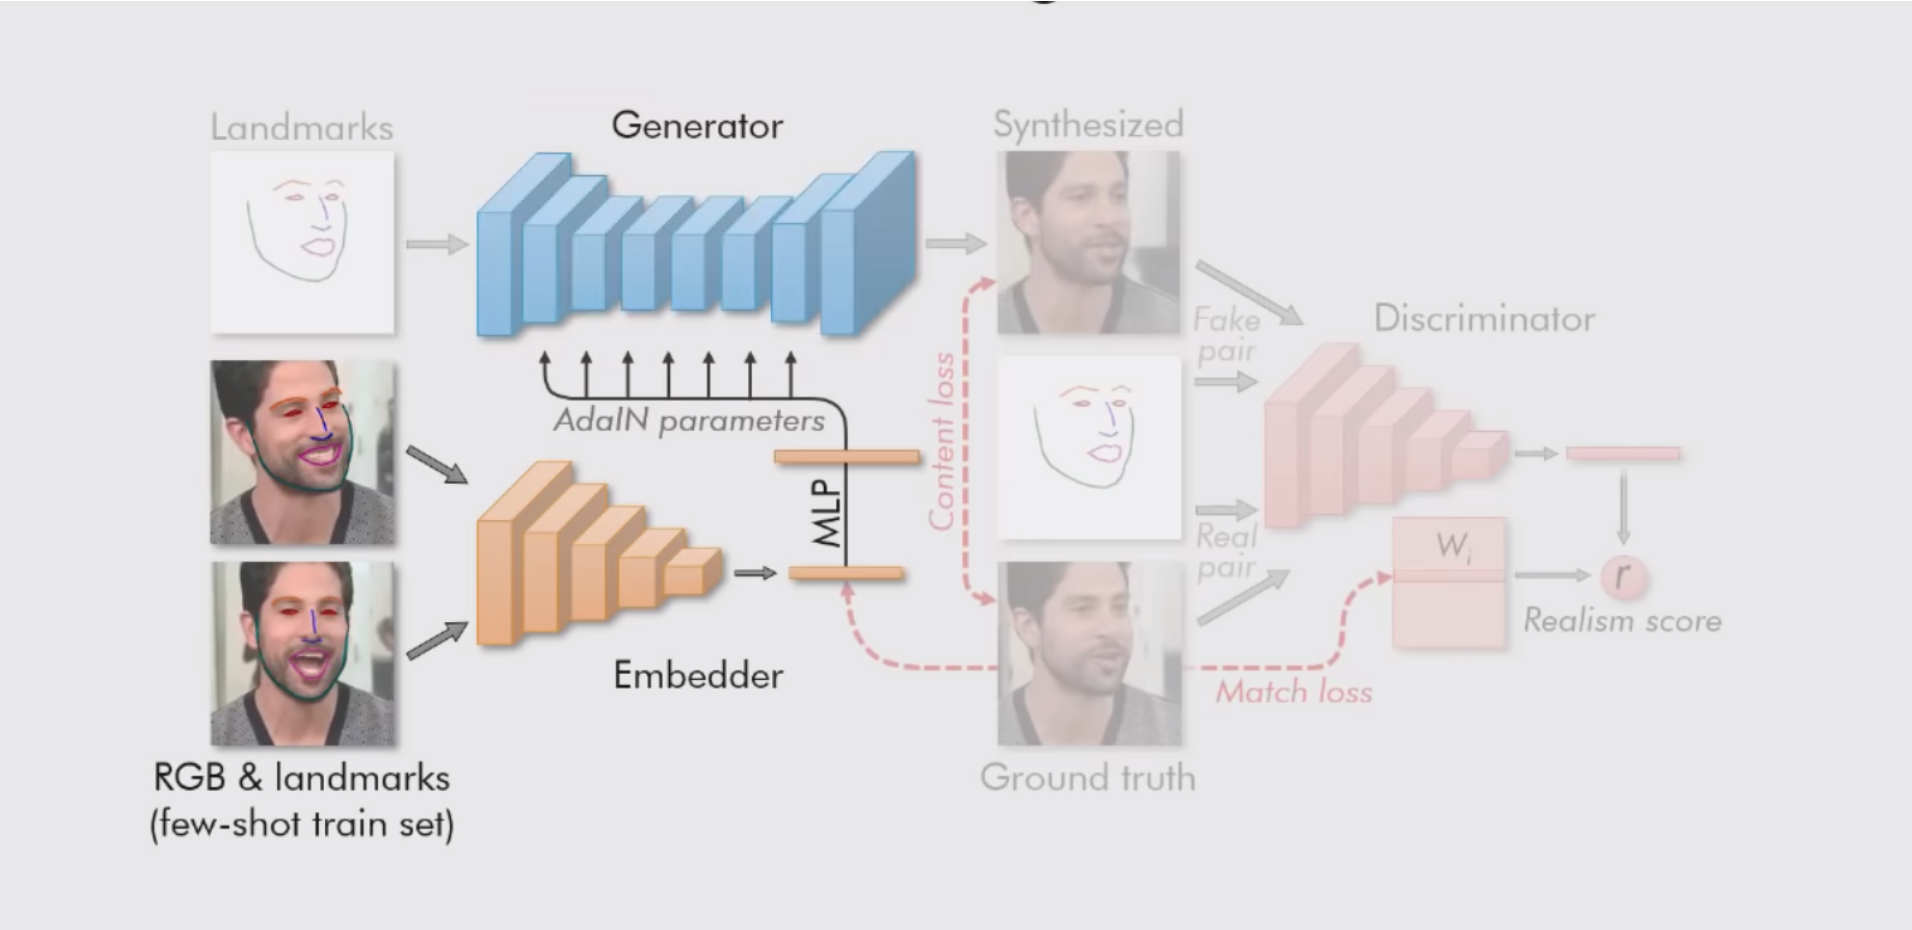 Landmarks
Generator
Synthesized
AdaIN parameters
MLP
Embedder
RGB & landmarks
(few-shot train set)
Content loss
Fake
pair
Real
pair
Discriminator
Wi
r
Realism score
Match loss
Ground truth